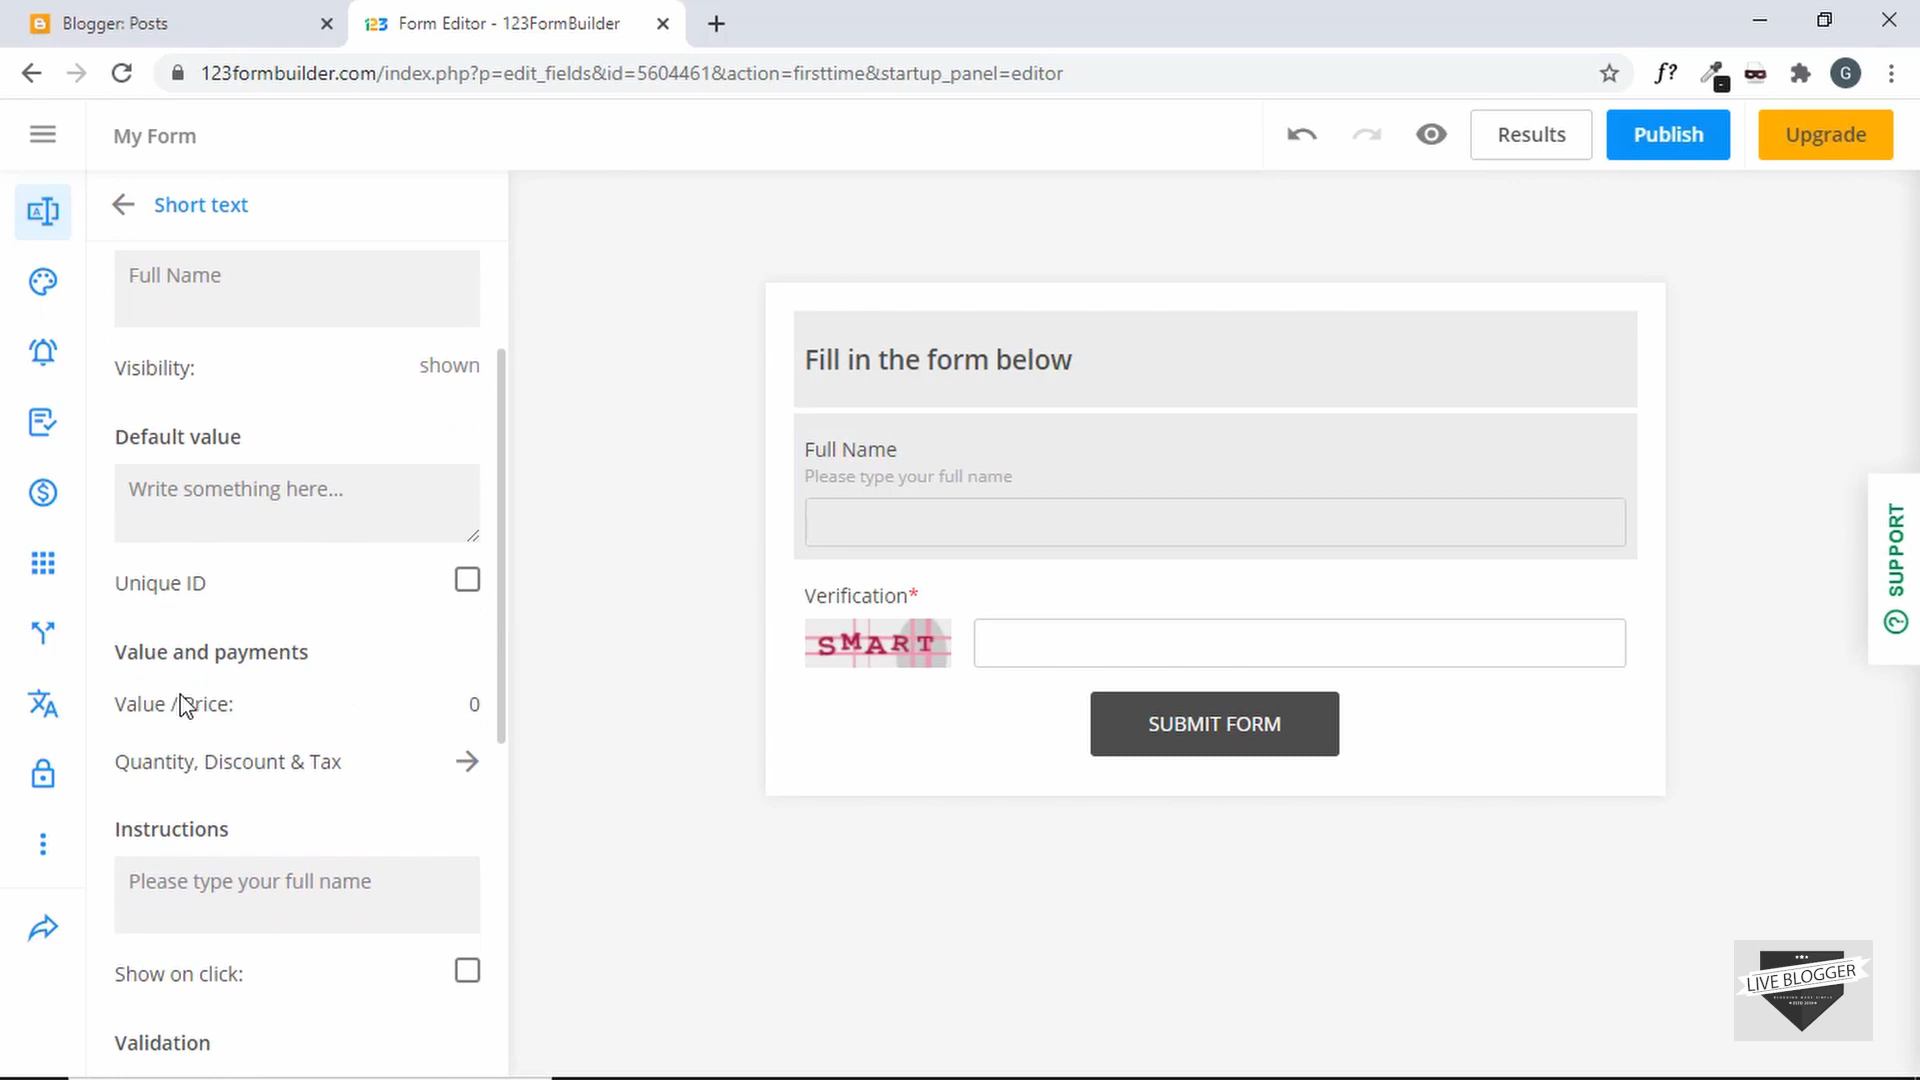 Blogger: Posts
Form Editor - 123FormBuilder
123formbuilder.com/index.php?p=edit_fields&id=5604461&action=firsttime&startup_panel=editor
f?
G
My Form
Results
Publish
Upgrade
Short text
Full Name
Visibility:
shown
Default value
Write something here...
Unique ID
Value and payments
Value / Price:
0
Quantity, Discount & Tax
Instructions
Please type your full name
Show on click:
Validation
Fill in the form below
Full Name
Please type your full name
Verification*
SMART
SUBMIT FORM
SUPPORT
LIVE BLOGGER